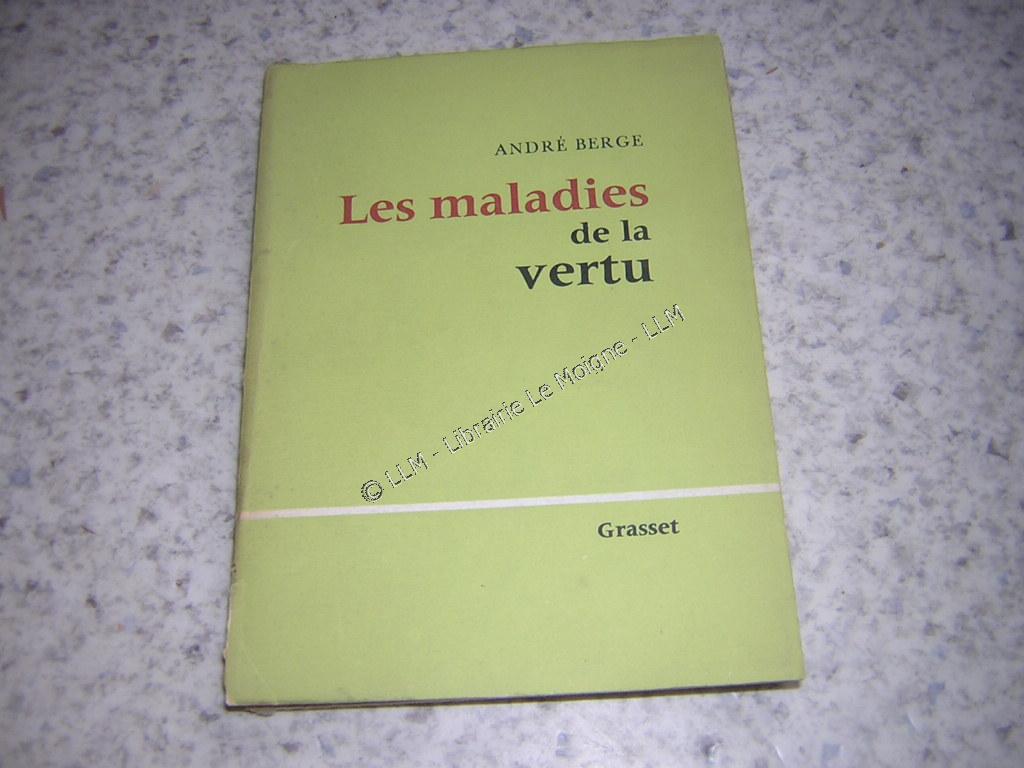 ANDRÉ BERGE
Les maladies
de la
vertu
© LLM - Librairie Le Moigne - LLM
Grasset